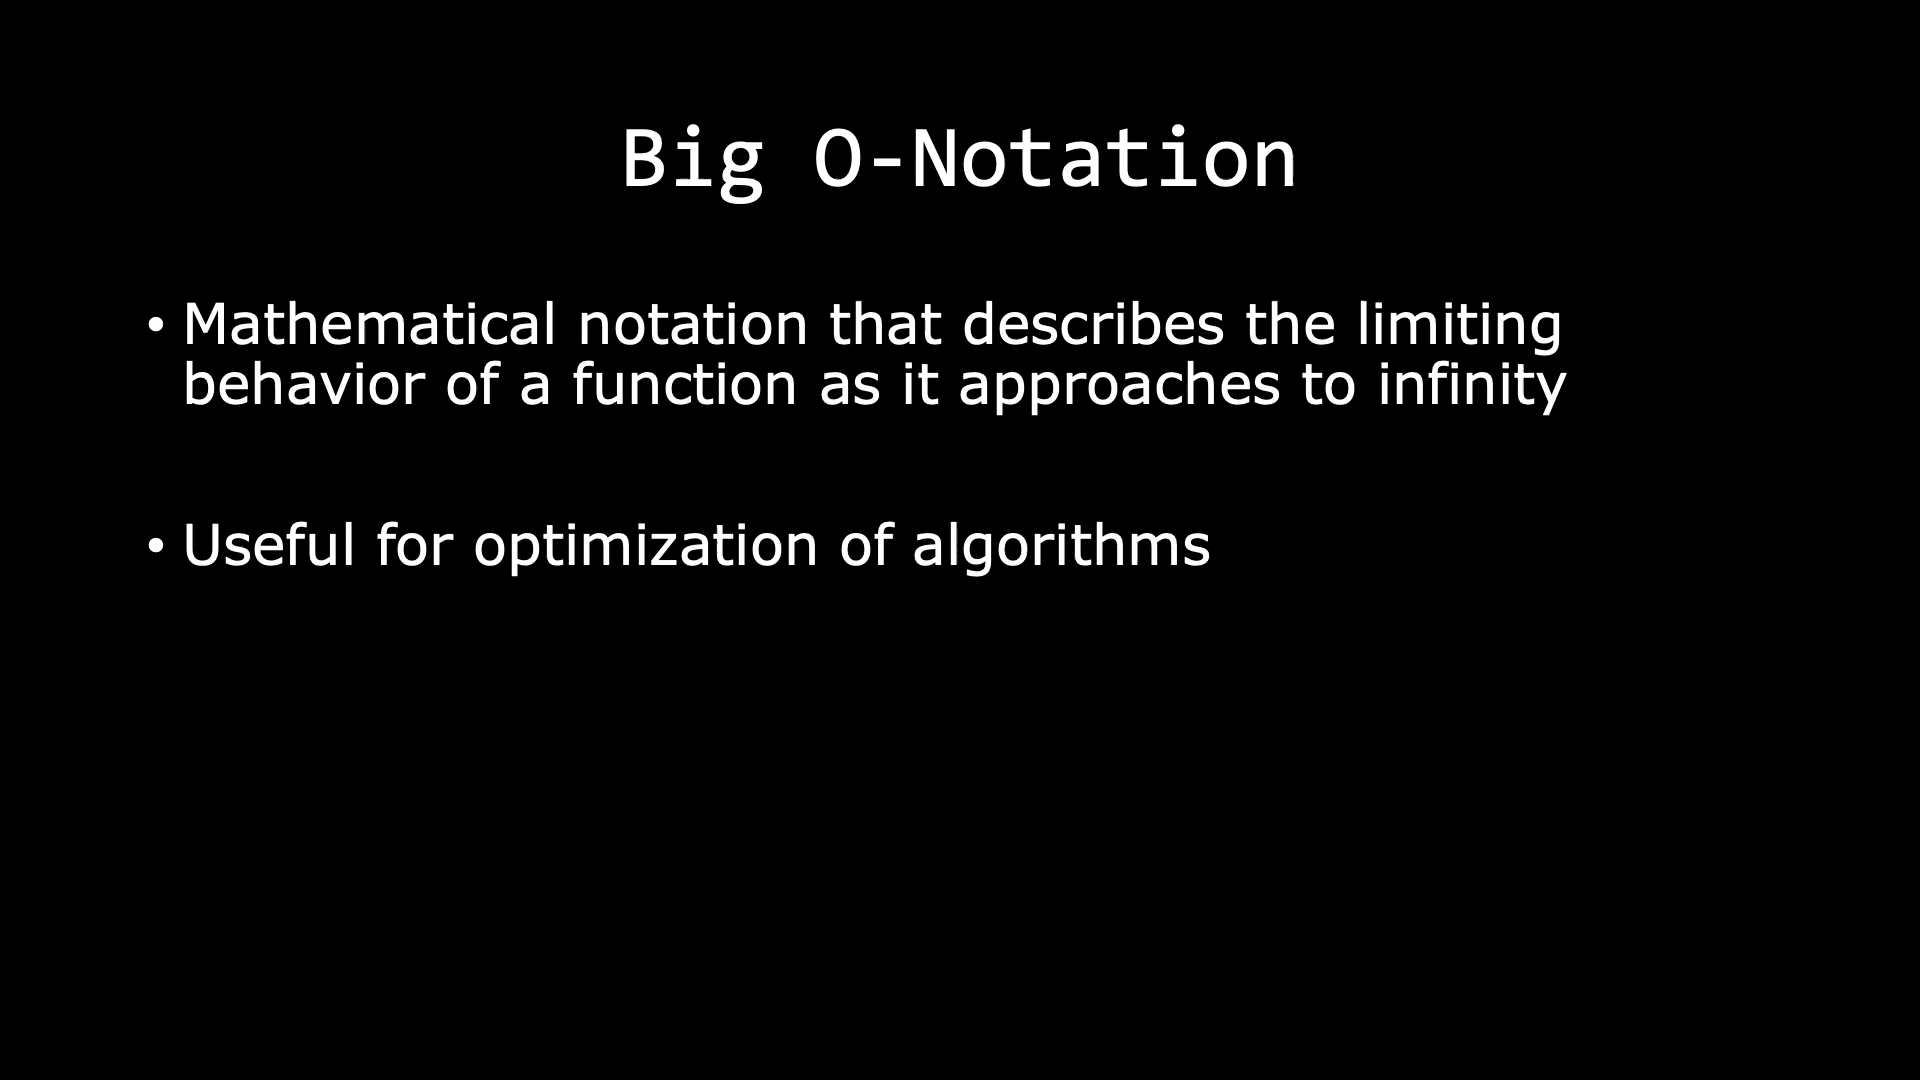 Big O-Notation
• Mathematical notation that describes the limiting
behavior of a function as it approaches to infinity
• Useful for optimization of algorithms